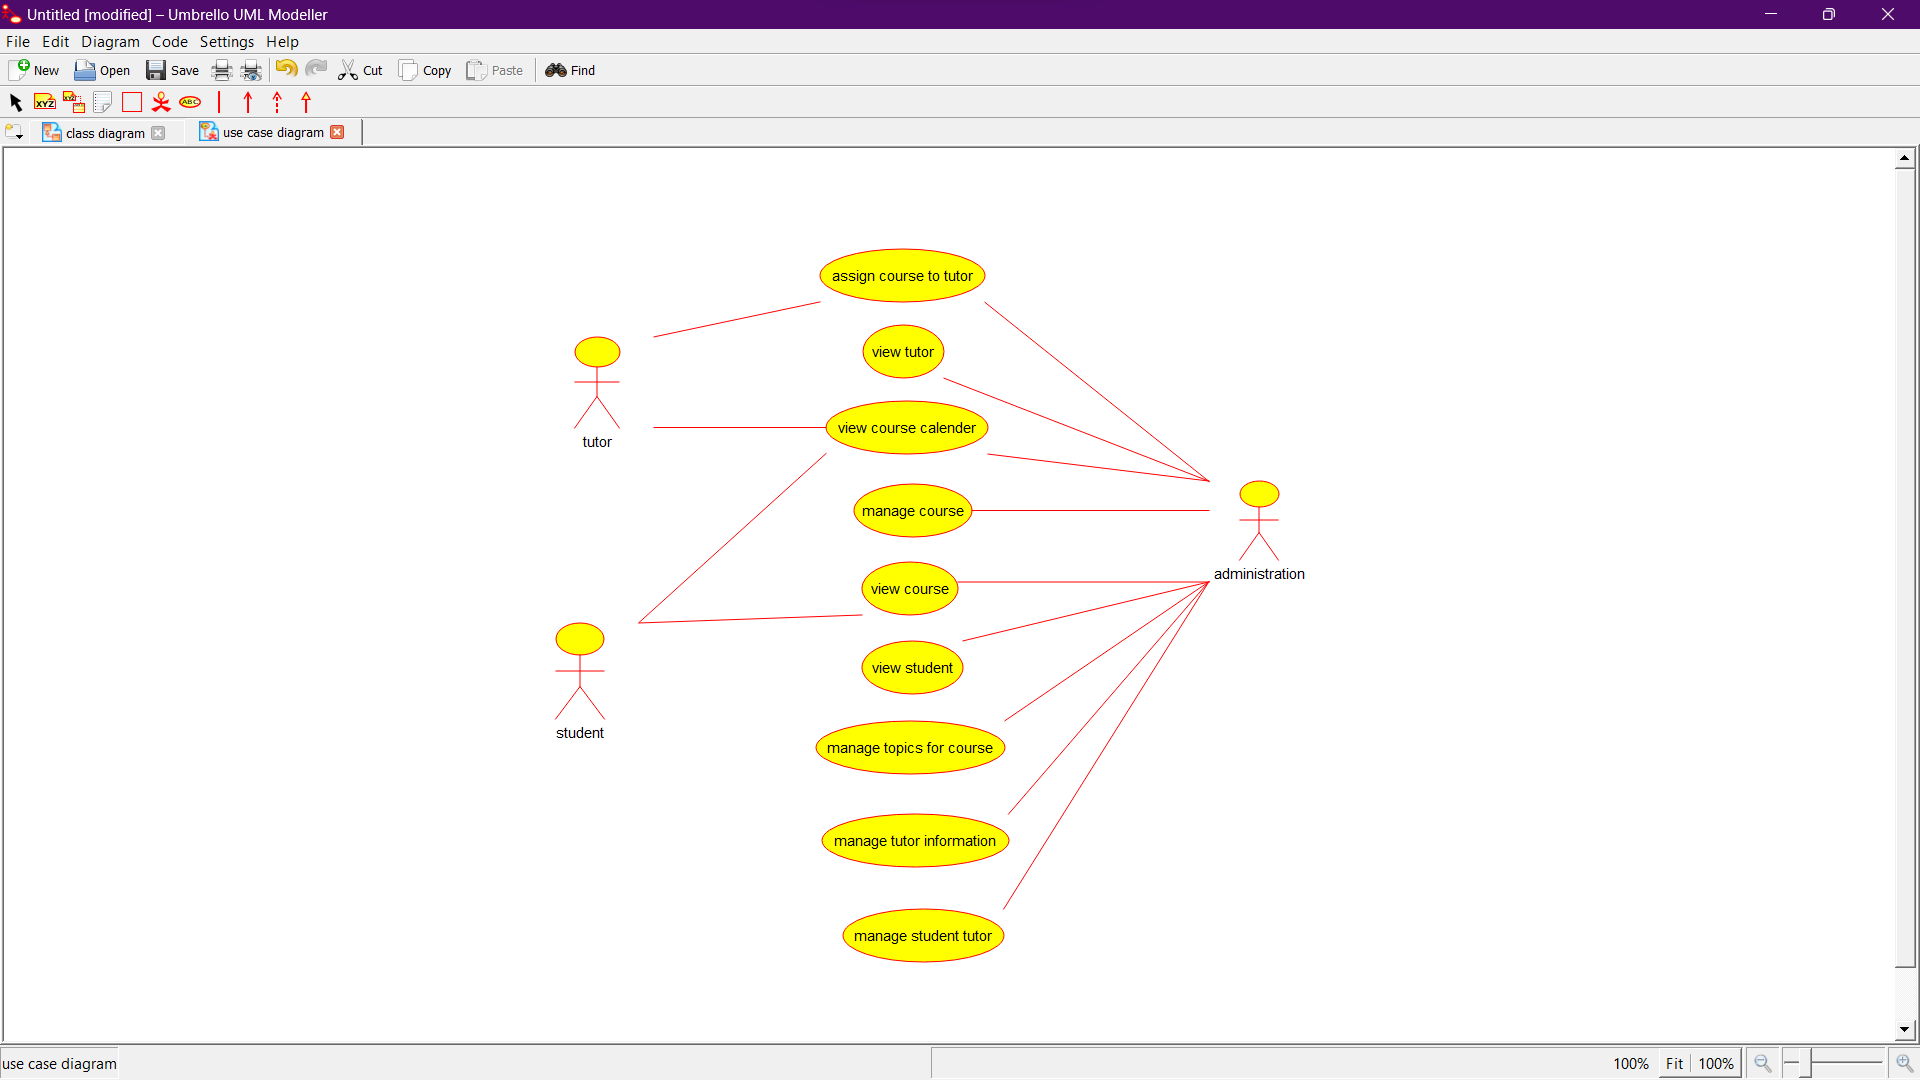 Untitled [modified] – Umbrello UML Modeller
File Edit Diagram Code Settings Help
New Open Save Cut Copy Paste Find
XYZ XYZ ABC
class diagram use case diagram
assign course to tutor
view tutor
view course calender
tutor
manage course
administration
view course
view student
student
manage topics for course
manage tutor information
manage student tutor
use case diagram 100% Fit 100%